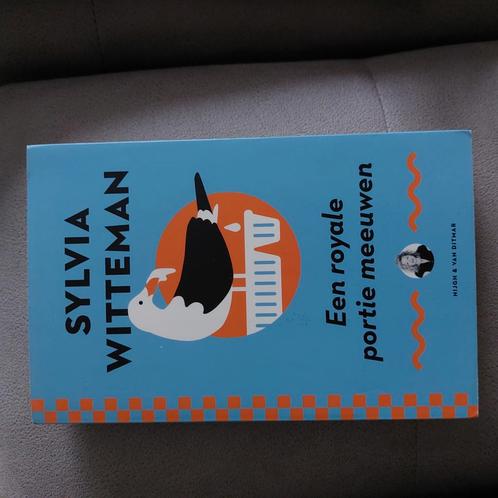 SYLVIA
WITTEMAN
Een royale
portie meeuwen
NIJGH & VAN DITMAR